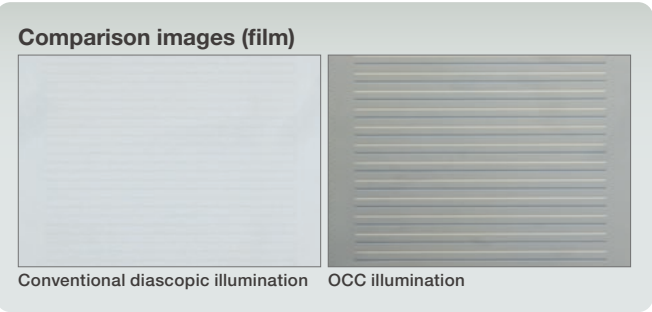 Comparison images (film)
Conventional diascopic illumination
OCC illumination